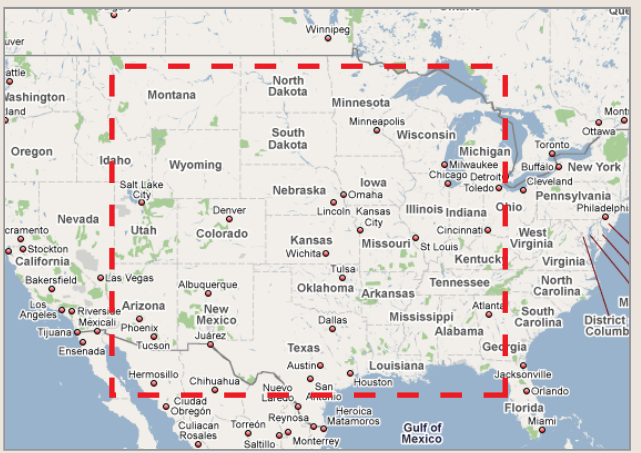 Winnipeg
Ontario
Que
uver
attle
Washington
land
Montana
North
Dakota
Minnesota
Minneapolis
Wisconsin
Michigan
Ottawa
Mont
Toronto
Oregon
Idaho
Wyoming
South
Dakota
Milwaukee
Chicago
Detroit
Toledo
Buffalo
New York
Cleveland
Pennsylvania
Philadelphi
Salt Lake
City
Nebraska
Iowa
Omaha
Lincoln
Kansas
City
Illinois
Indiana
Ohio
Nevada
Utah
Denver
Colorado
Kansas
Wichita
Missouri
St Louis
Cincinnati
West
Virginia
Virginia
Kentucky
cramento
Stockton
California
Bakersfield
Las Vegas
Los
Angeles
Riverside
Mexicali
Tijuana
Ensenada
Arizona
Phoenix
Tucson
Albuquerque
New
Mexico
Juárez
Tulsa
Oklahoma
Arkansas
Tennessee
North
Carolina
South
Carolina
Mississippi
Alabama
Atlanta
Georgia
Dallas
Texas
Austin
San
Antonio
Houston
Louisiana
Jacksonville
Orlando
Florida
Miami
M
District
Columb
Hermosillo
Chihuahua
Ciudad
Obregón
Culiacan
Rosales
Torreón
Saltillo
Nuevo
Laredo
Reynosa
Monterrey
Heroica
Matamoros
Gulf of
Mexico